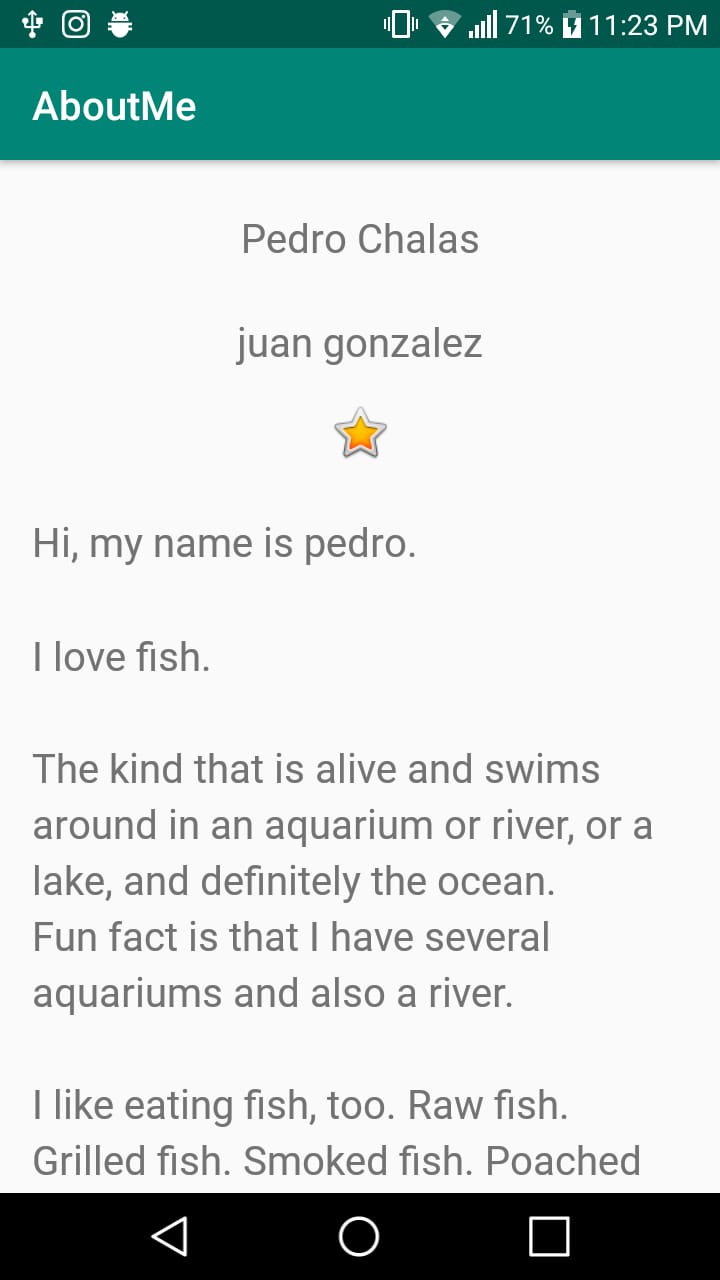 71% 11:23 PM
AboutMe
Pedro Chalas
juan gonzalez
Hi, my name is pedro.
I love fish.
The kind that is alive and swims
around in an aquarium or river, or a
lake, and definitely the ocean.
Fun fact is that I have several
aquariums and also a river.
I like eating fish, too. Raw fish.
Grilled fish. Smoked fish. Poached